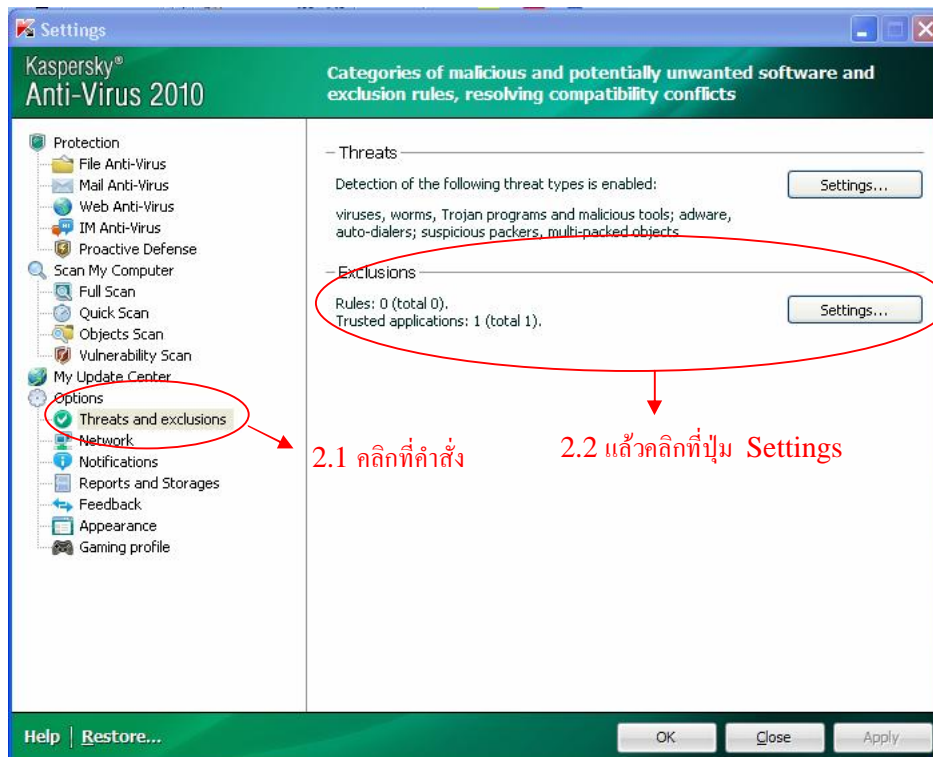 Settings
Kaspersky®
Anti-Virus 2010
Categories of malicious and potentially unwanted software and
exclusion rules, resolving compatibility conflicts
Protection
File Anti-Virus
Mail Anti-Virus
Web Anti-Virus
IM Anti-Virus
Proactive Defense
Scan My Computer
Full Scan
Quick Scan
Objects Scan
Vulnerability Scan
My Update Center
Options
Threats and exclusions
Network
Notifications
Reports and Storages
Feedback
Appearance
Gaming profile
Threats
Detection of the following threat types is enabled:
Settings...
viruses, worms, Trojan programs and malicious tools; adware,
auto-dialers; suspicious packers, multi-packed objects.
Exclusions
Rules: 0 (total 0).
Trusted applications: 1 (total 1).
Settings...
2.1 คลิกที่คำสั่ง
2.2 แล้วคลิกที่ปุ่ม Settings
Help | Restore...
OK
Close
Apply